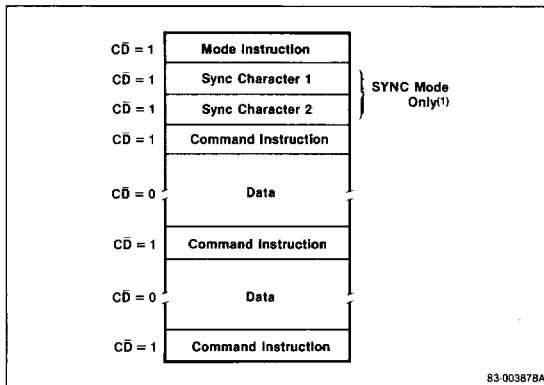 CD̅ = 1 Mode Instruction
CD̅ = 1 Sync Character 1
CD̅ = 1 Sync Character 2
SYNC Mode
Only(1)
CD̅ = 1 Command Instruction
CD̅ = 0 Data
CD̅ = 1 Command Instruction
CD̅ = 0 Data
CD̅ = 1 Command Instruction
83-003878A